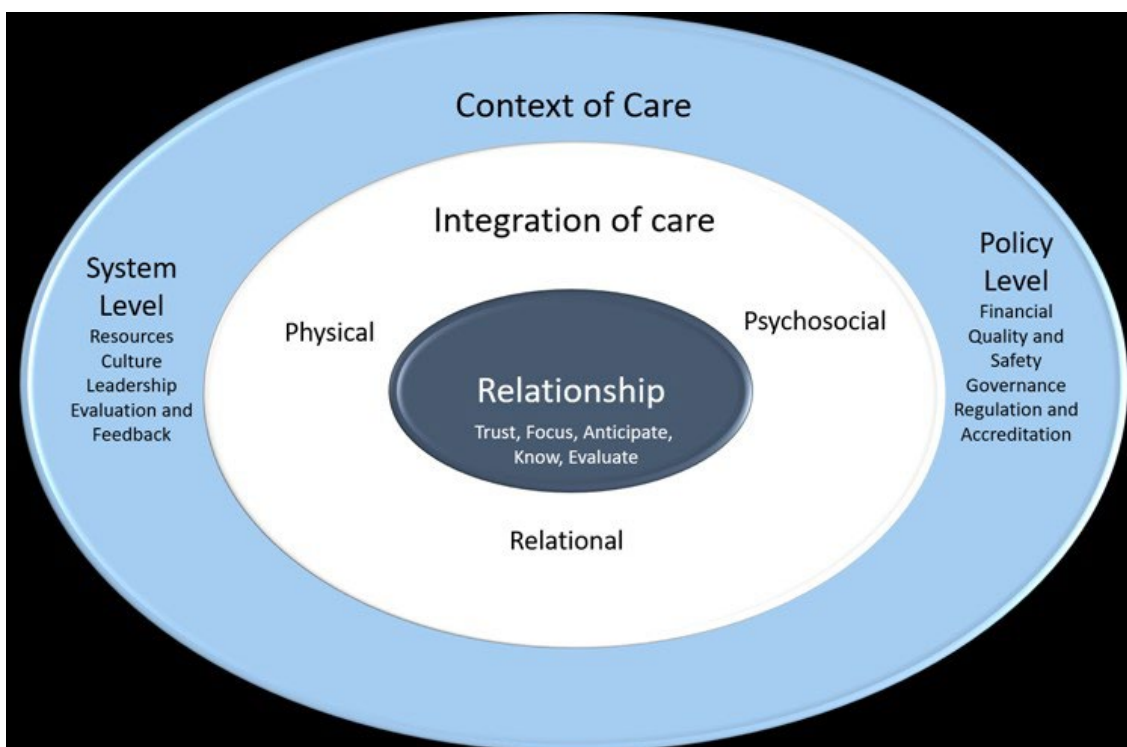 Context of Care
Integration of care
System
Level
Resources
Culture
Leadership
Evaluation and
Feedback
Physical
Psychosocial
Policy
Level
Financial
Quality and
Safety
Governance
Regulation and
Accreditation
Relationship
Trust, Focus, Anticipate,
Know, Evaluate
Relational